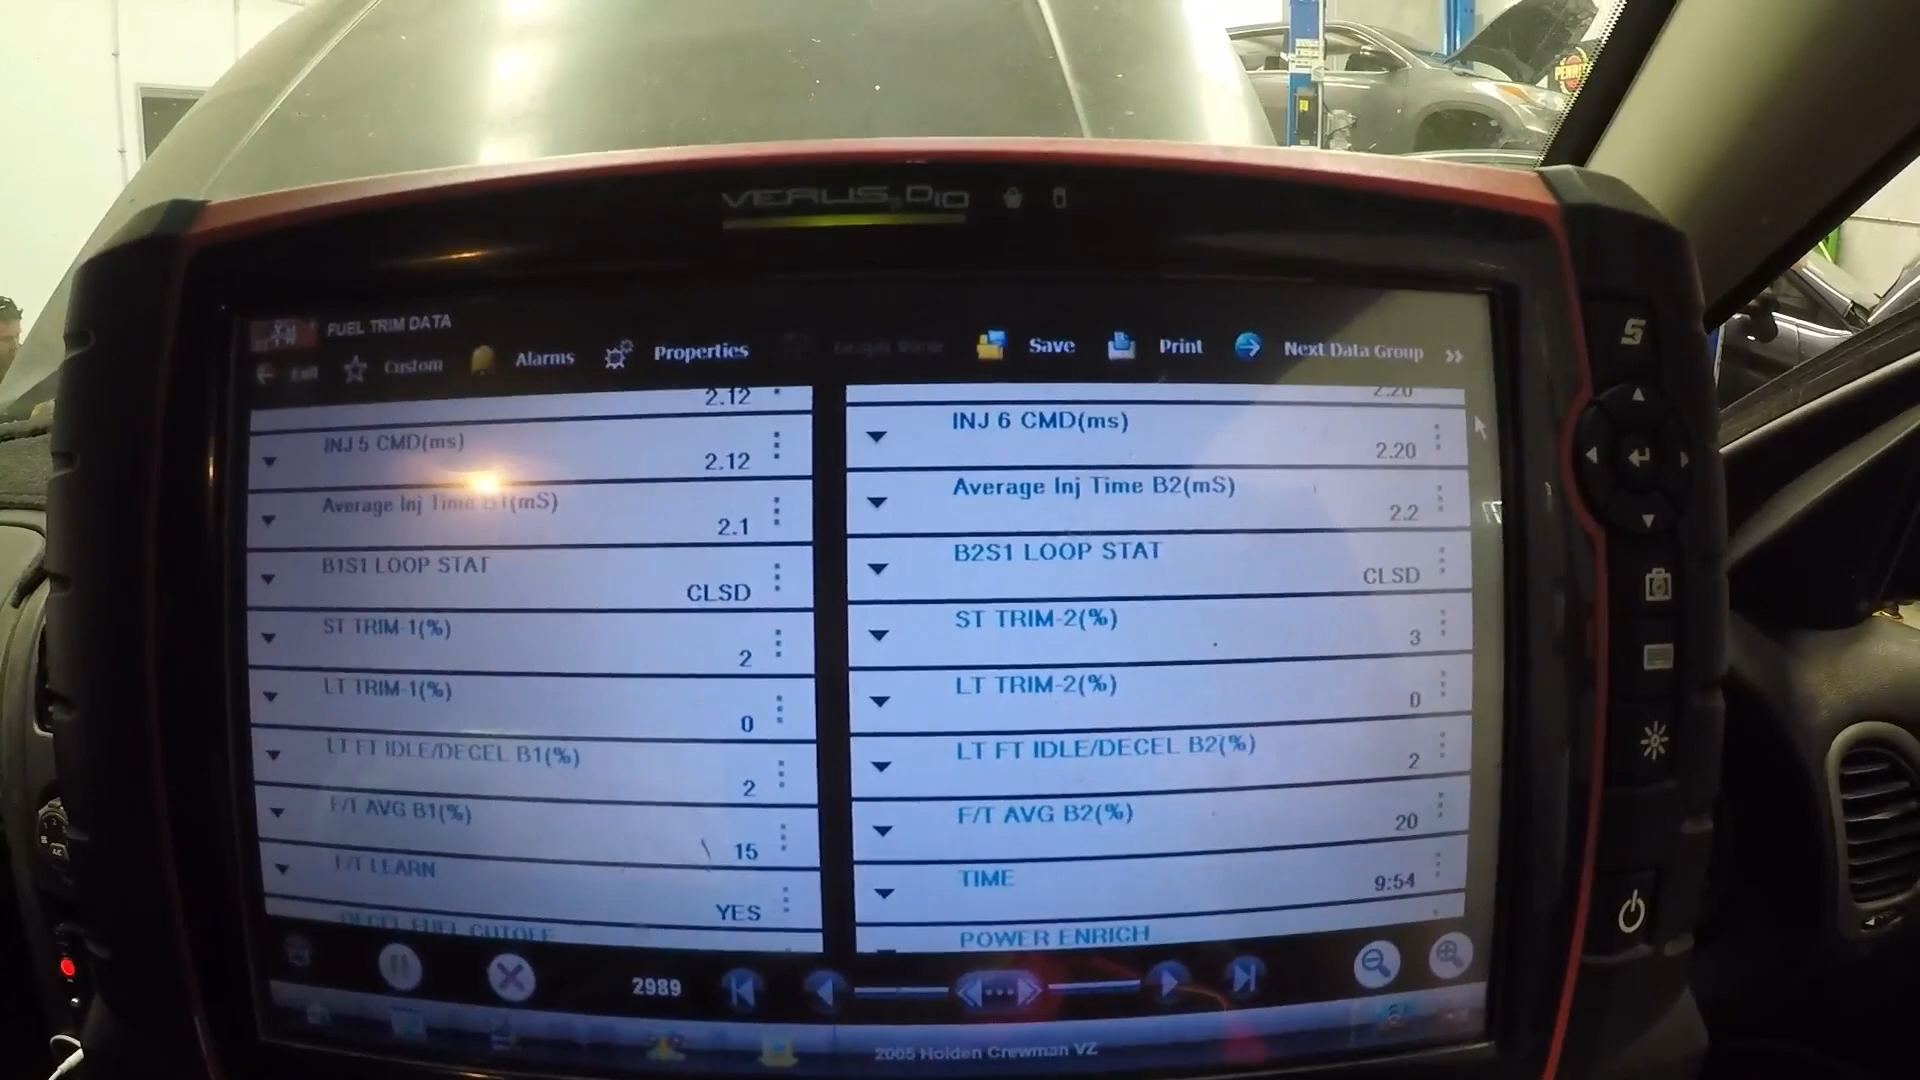 PENRI
VERUS D10
FUEL TRIM DATA
Exit Custom Alarms Properties Save Print Next Data Group
2.12
2.20
INJ 5 CMD(ms)
2.12
INJ 6 CMD(ms)
2.20
Average Inj Time B1(mS)
2.1
Average Inj Time B2(mS)
2.2
B1S1 LOOP STAT
CLSD
B2S1 LOOP STAT
CLSD
ST TRIM-1(%)
2
ST TRIM-2(%)
3
LT TRIM-1(%)
0
LT TRIM-2(%)
0
LT FT IDLE/DECEL B1(%)
2
LT FT IDLE/DECEL B2(%)
2
F/T AVG B1(%)
15
F/T AVG B2(%)
20
F/T LEARN
YES
TIME
9:54
DECEL FUEL CUTOFF
POWER ENRICH
2989
2005 Holden Crewman VZ